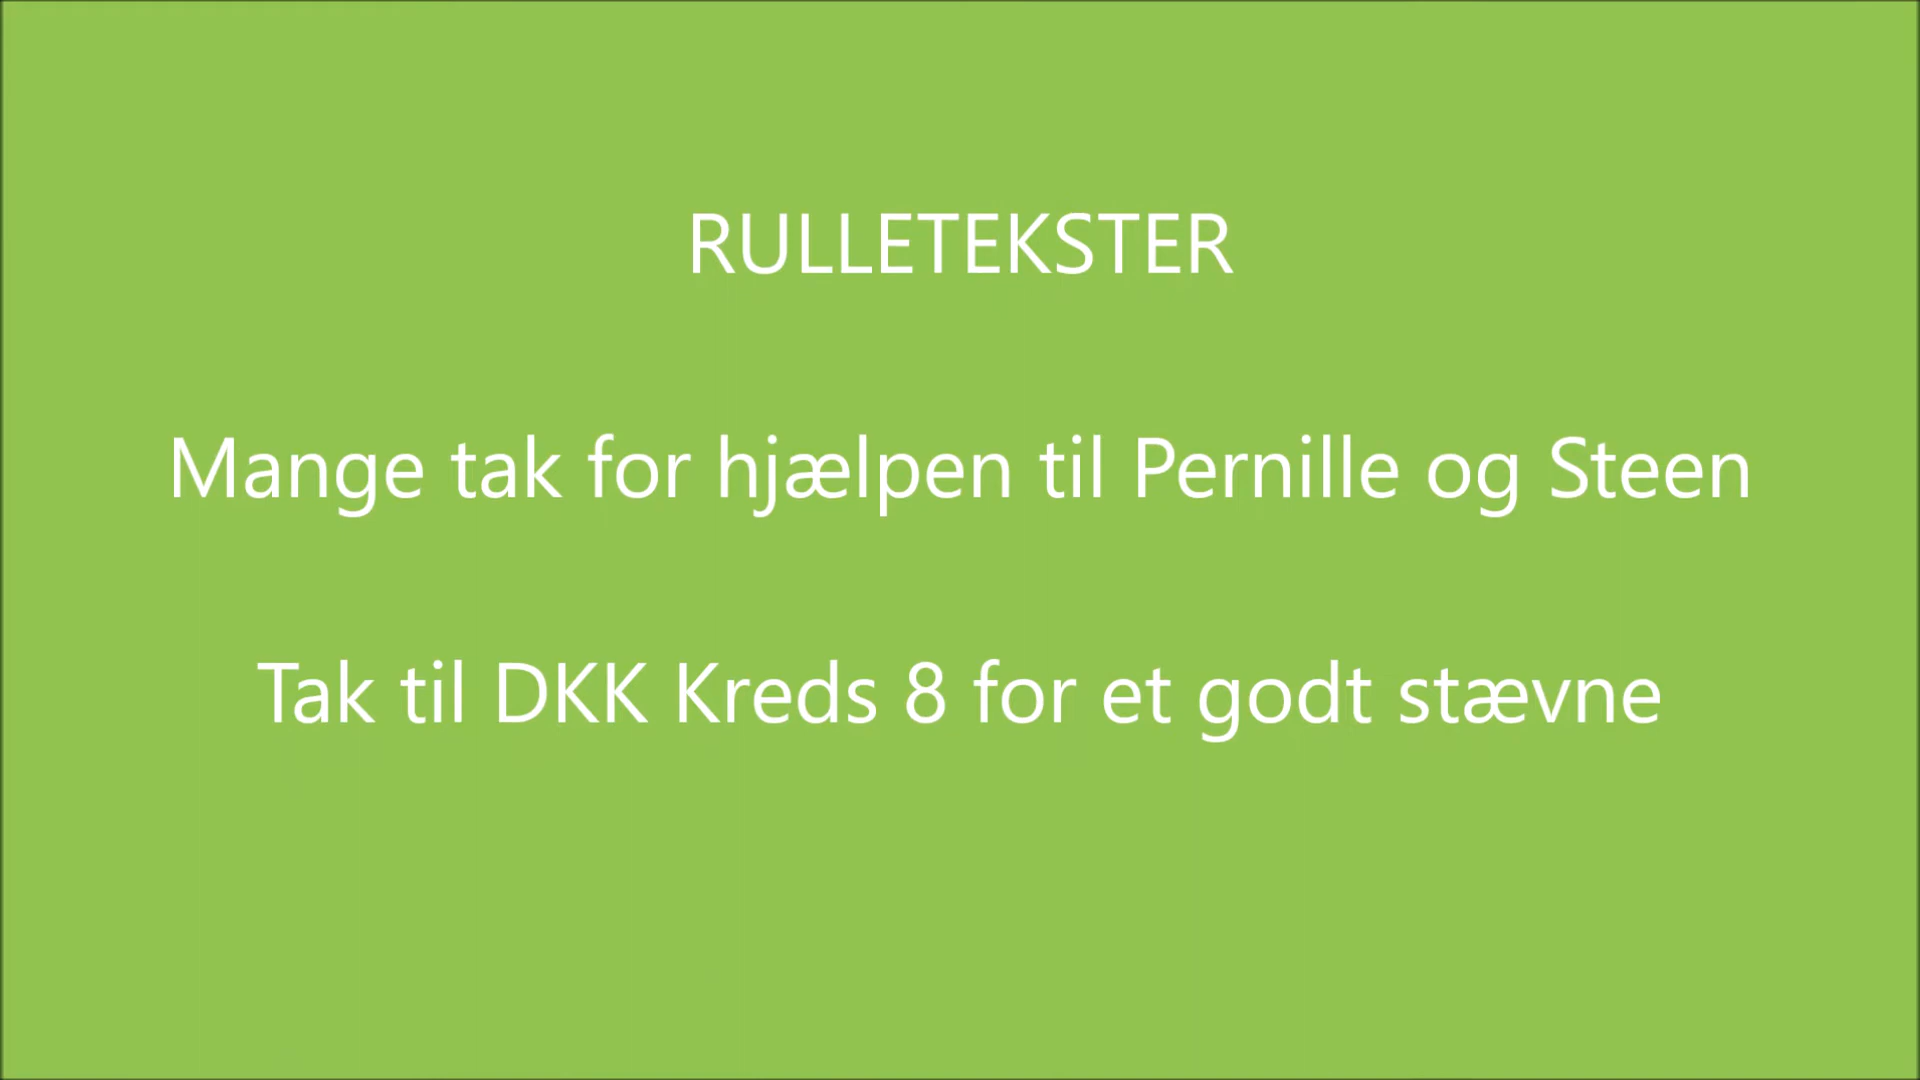 RULLETEKSTER
Mange tak for hjælpen til Pernille og Steen
Tak til DKK Kreds 8 for et godt stævne